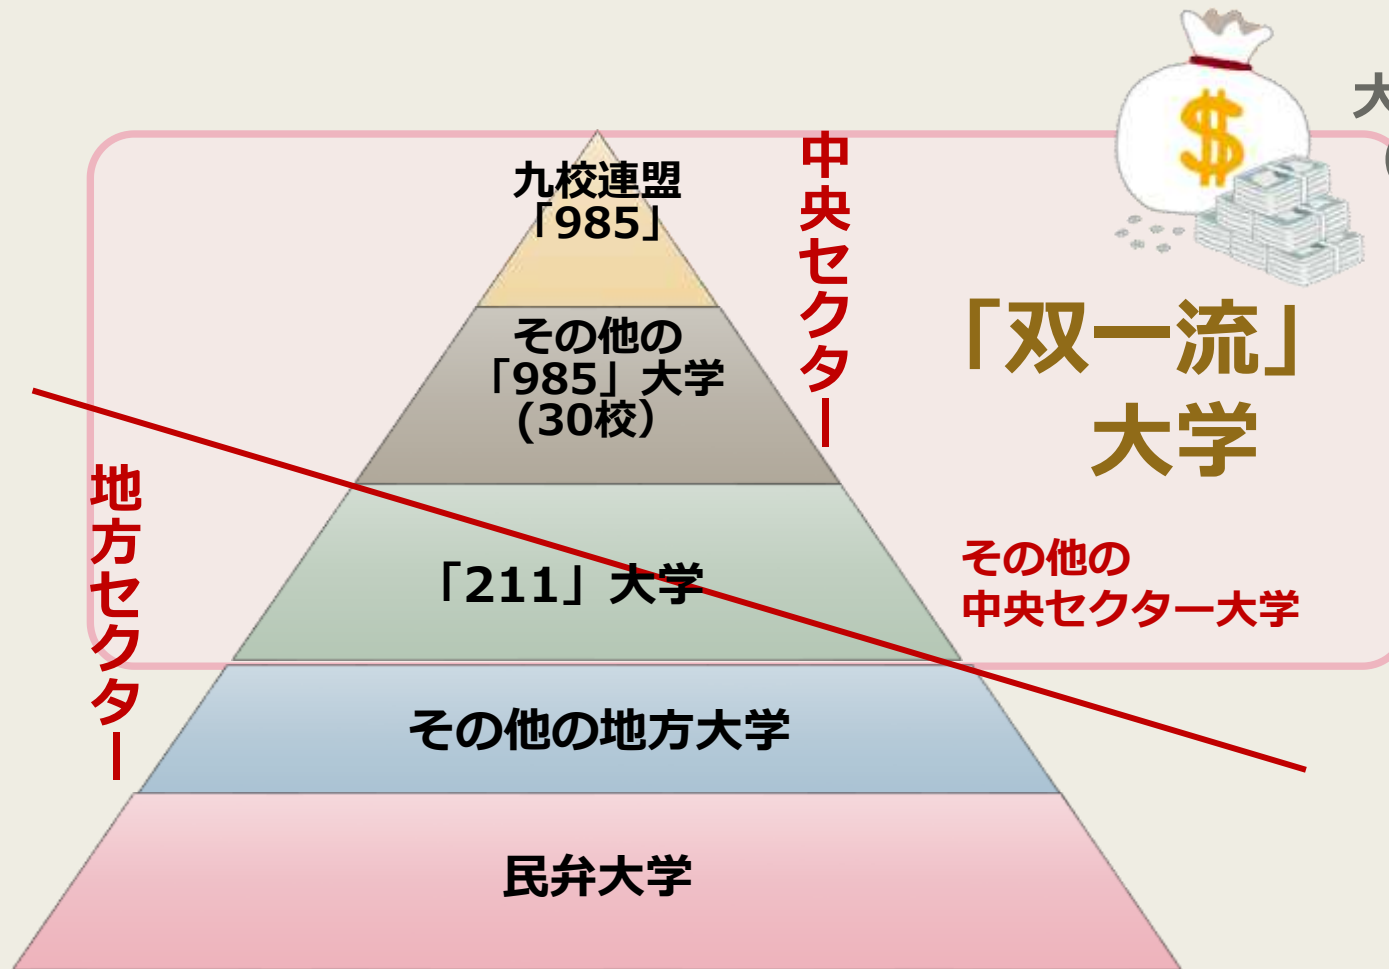 大
(
九校連盟
「985」
中央セクター
その他の
「985」大学
(30校）
「双一流」
大学
地方セクター
「211」大学
その他の
中央セクター大学
その他の地方大学
民弁大学
$